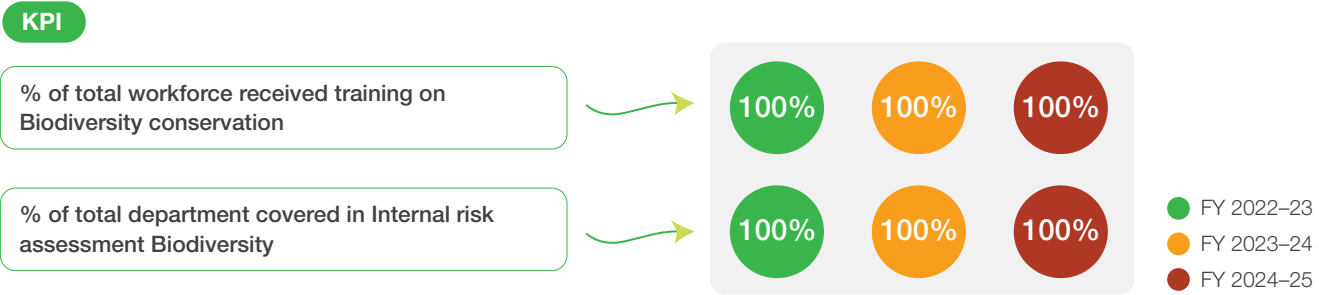 KPI
% of total workforce received training on
Biodiversity conservation
100% 100% 100%
% of total department covered in Internal risk
assessment Biodiversity
100% 100% 100%
FY 2022–23
FY 2023–24
FY 2024–25